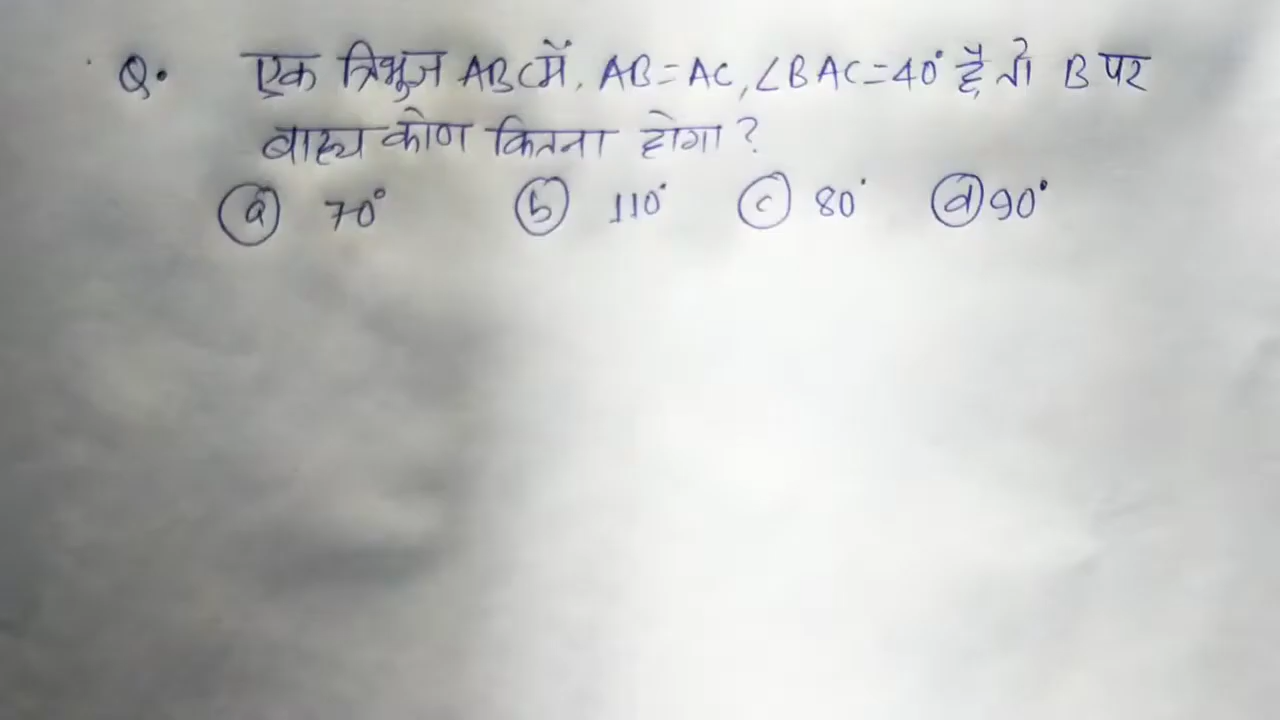 Q. एक त्रिभुज ABC में, AB = AC, ∠BAC = 40° है, तो B पर
बाह्य कोण कितना होगा ?
(a) 70° (b) 110° (c) 80° (d) 90°